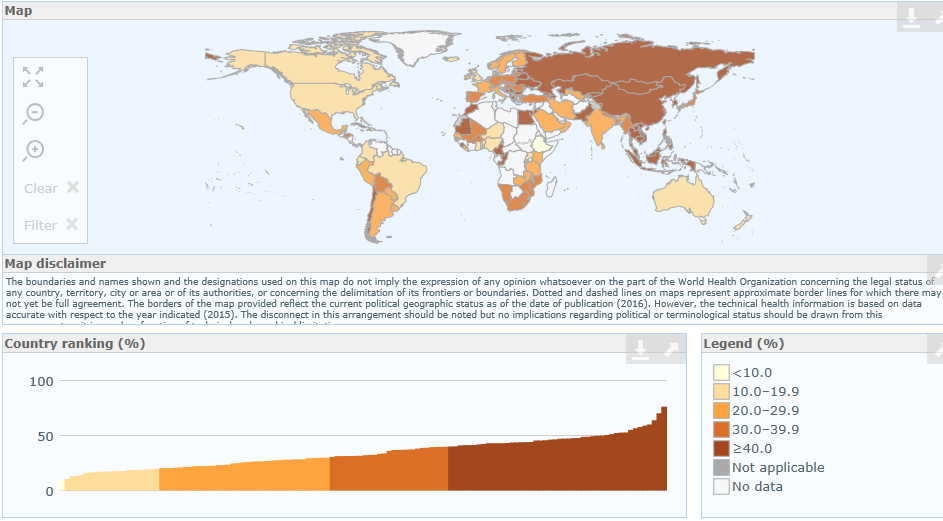 Map
Clear
Filter
Map disclaimer
The boundaries and names shown and the designations used on this map do not imply the expression of any opinion whatsoever on the part of the World Health Organization concerning the legal status of
any country, territory, city or area or of its authorities, or concerning the delimitation of its frontiers or boundaries. Dotted and dashed lines on maps represent approximate border lines for which there may
not yet be full agreement. The borders of the map provided reflect the current political geographic status as of the date of publication (2016). However, the technical health information is based on data
accurate with respect to the year indicated (2015). The disconnect in this arrangement should be noted but no implications regarding political or terminological status should be drawn from this
Country ranking (%)
100
50
0
Legend (%)
<10.0
10.0–19.9
20.0–29.9
30.0–39.9
≥40.0
Not applicable
No data